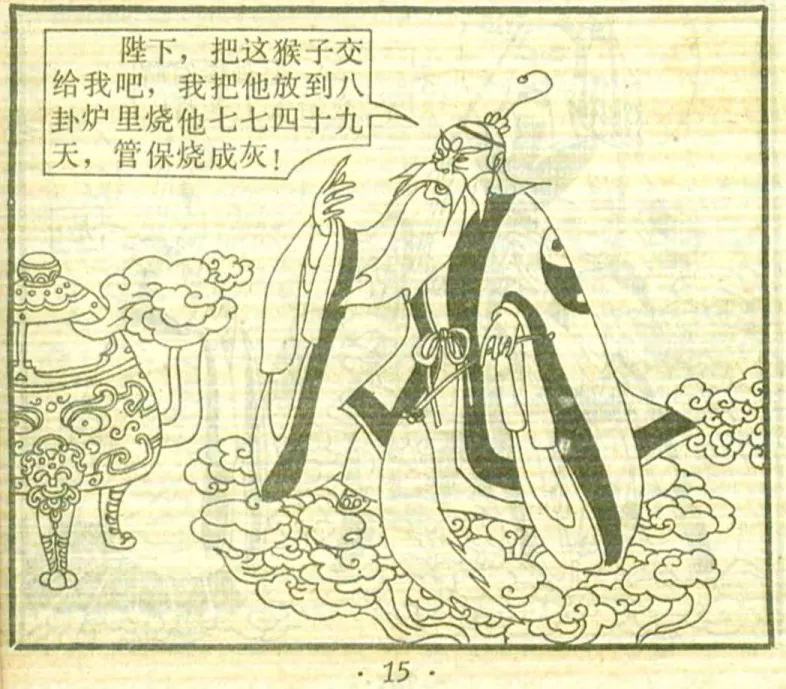 陛下，把这猴子交
给我吧，我把他放到八
卦炉里烧他七七四十九
天，管保烧成灰！
· 15 ·